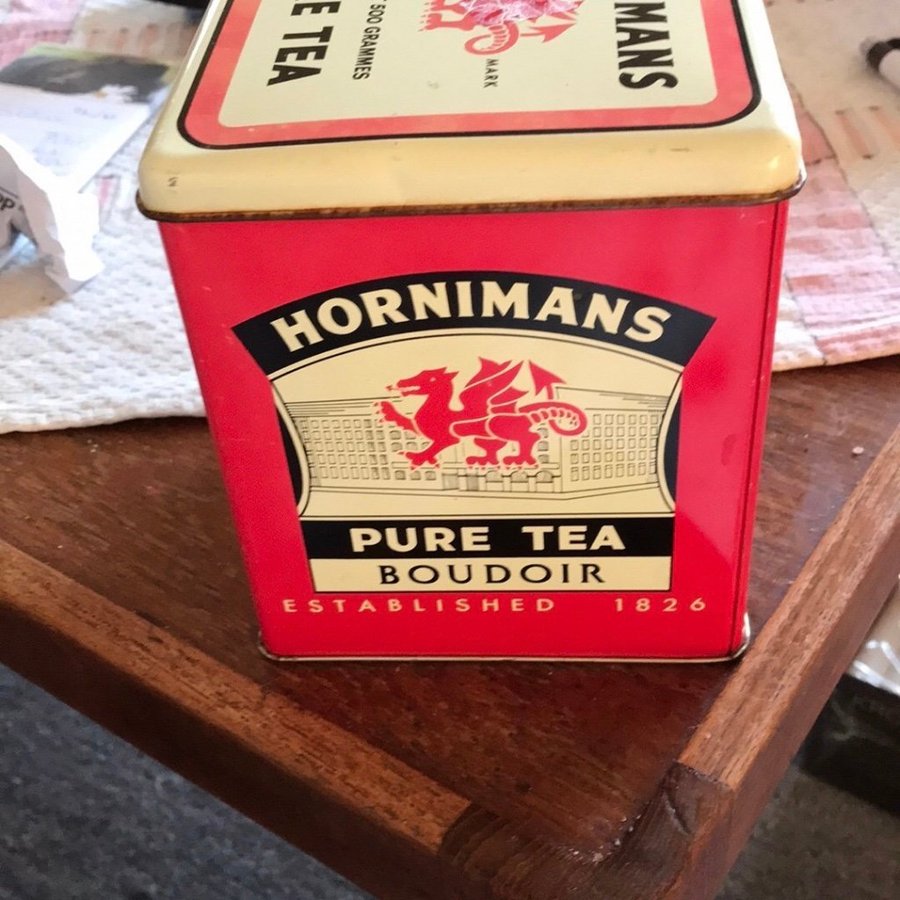 MANS
MARK
500 GRAMMES
E TEA
HORNIMANS
PURE TEA
BOUDOIR
ESTABLISHED 1826